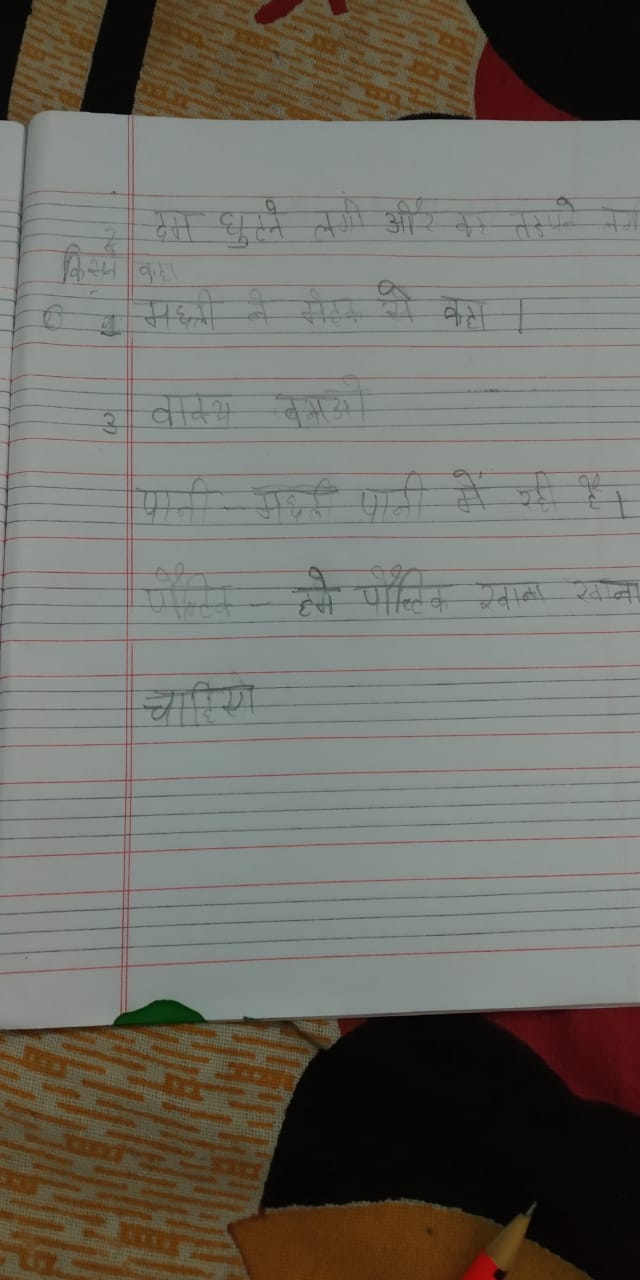 दम घुटने लगी और वह तड़पने लगी
2 किसने कहा
1 मछली ने मेंढक से कहा ।
3 वाक्य बनाओ
पानी - मछली पानी में रही है ।
पौष्टिक - हमे पौष्टिक खाना खाना
चाहिए